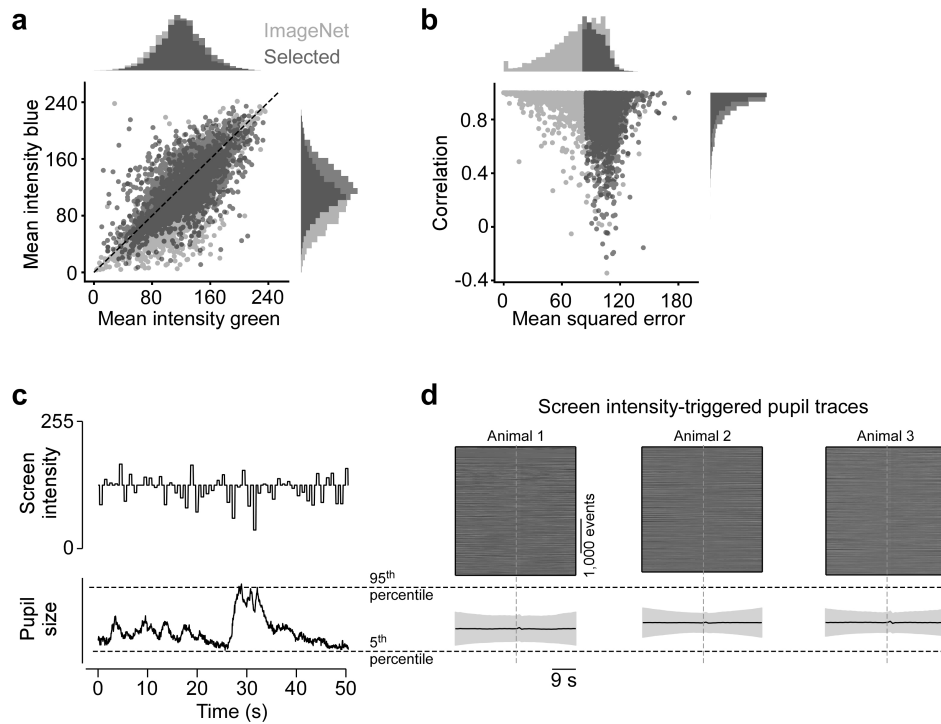 a
ImageNet
Selected
Mean intensity blue
240
160
80
0
0 80 160 240
Mean intensity green
b
Correlation
0.8
0.4
0
-0.4
0 60 120 180
Mean squared error
c
Screen
intensity
255
0
Pupil
size
95th
percentile
5th
percentile
0 10 20 30 40 50
Time (s)
d
Screen intensity-triggered pupil traces
Animal 1 Animal 2 Animal 3
1,000 events
9 s